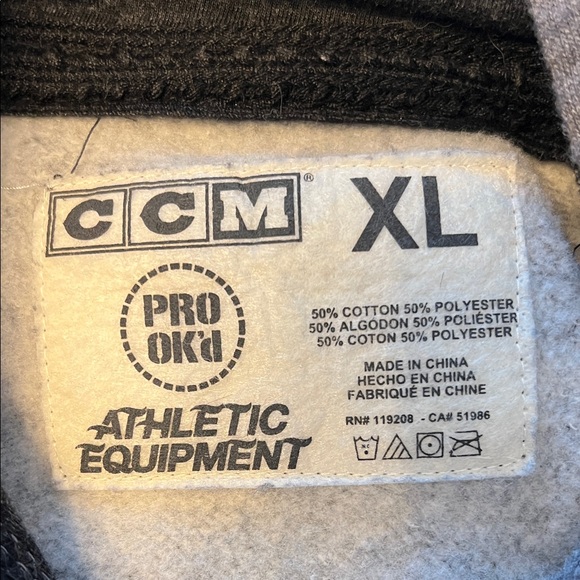 CCM® XL
PRO
OK'd
ATHLETIC
EQUIPMENT
50% COTTON 50% POLYESTER
50% ALGODON 50% POLIÉSTER
50% COTON 50% POLYESTER
MADE IN CHINA
HECHO EN CHINA
FABRIQUÉ EN CHINE
RN# 119208 - CA# 51986